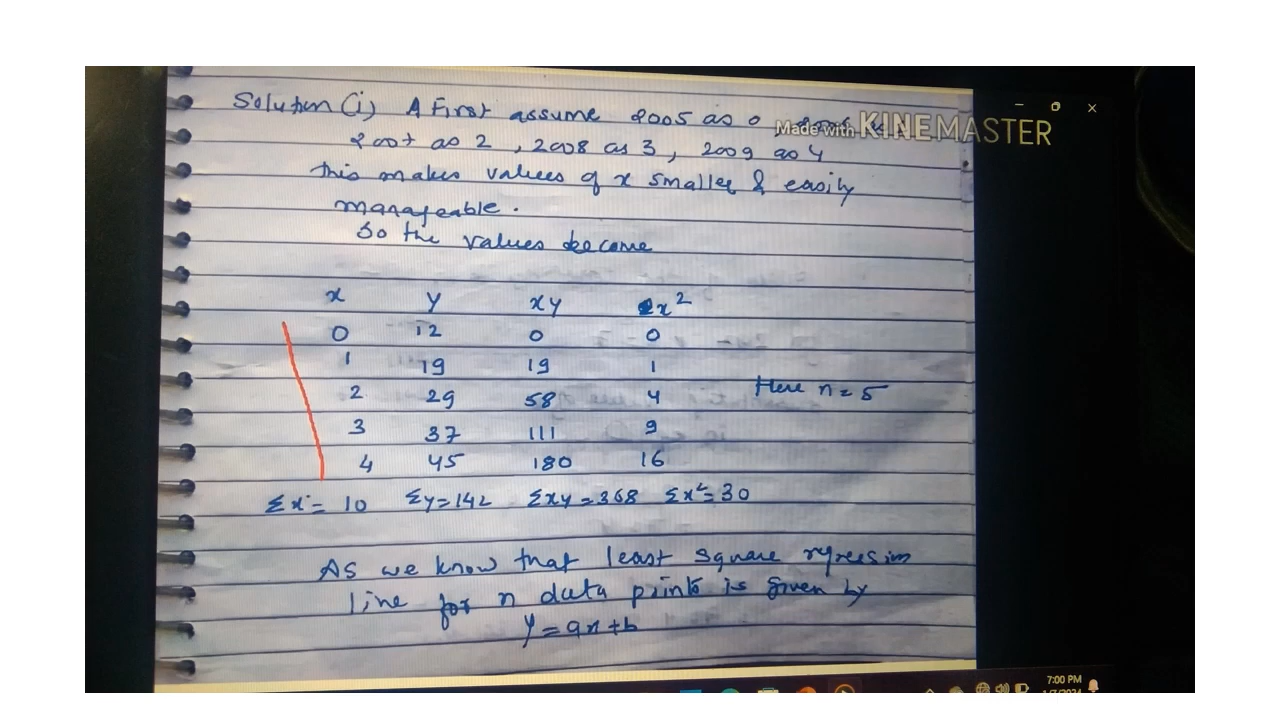 Solution (i) A First assume 2005 as 0,
Made with KINEMASTER
2007 as 2, 2008 as 3, 2009 as 4
this makes values of x smaller & easily
manageable.
So the values become
x y xy x²
0 12 0 0
1 19 19 1
2 29 58 4
Here n = 5
3 37 111 9
4 45 180 16
Σx = 10 Σy = 142 Σxy = 368 Σx² = 30
As we know that least square regression
line for n data points is given by
y = ax + b
7:00 PM